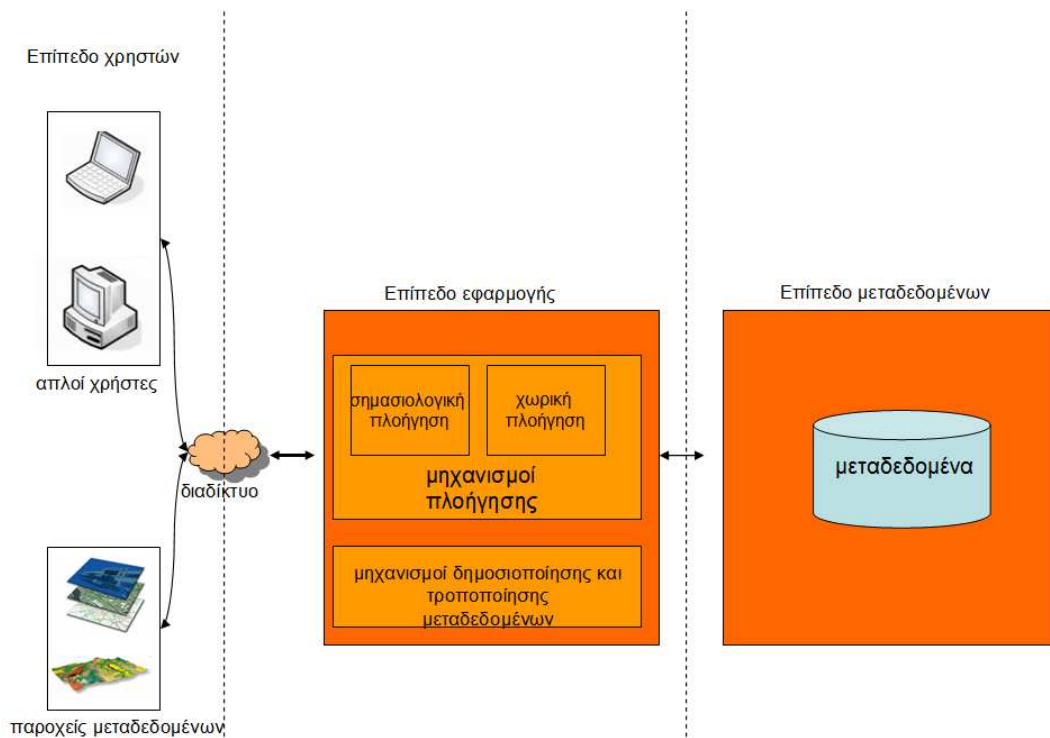 Επίπεδο χρηστών
απλοί χρήστες
διαδίκτυο
παροχείς μεταδεδομένων
Επίπεδο εφαρμογής
σημασιολογική
πλοήγηση
χωρική
πλοήγηση
μηχανισμοί
πλοήγησης
μηχανισμοί δημοσιοποίησης και
τροποποίησης
μεταδεδομένων
Επίπεδο μεταδεδομένων
μεταδεδομένα